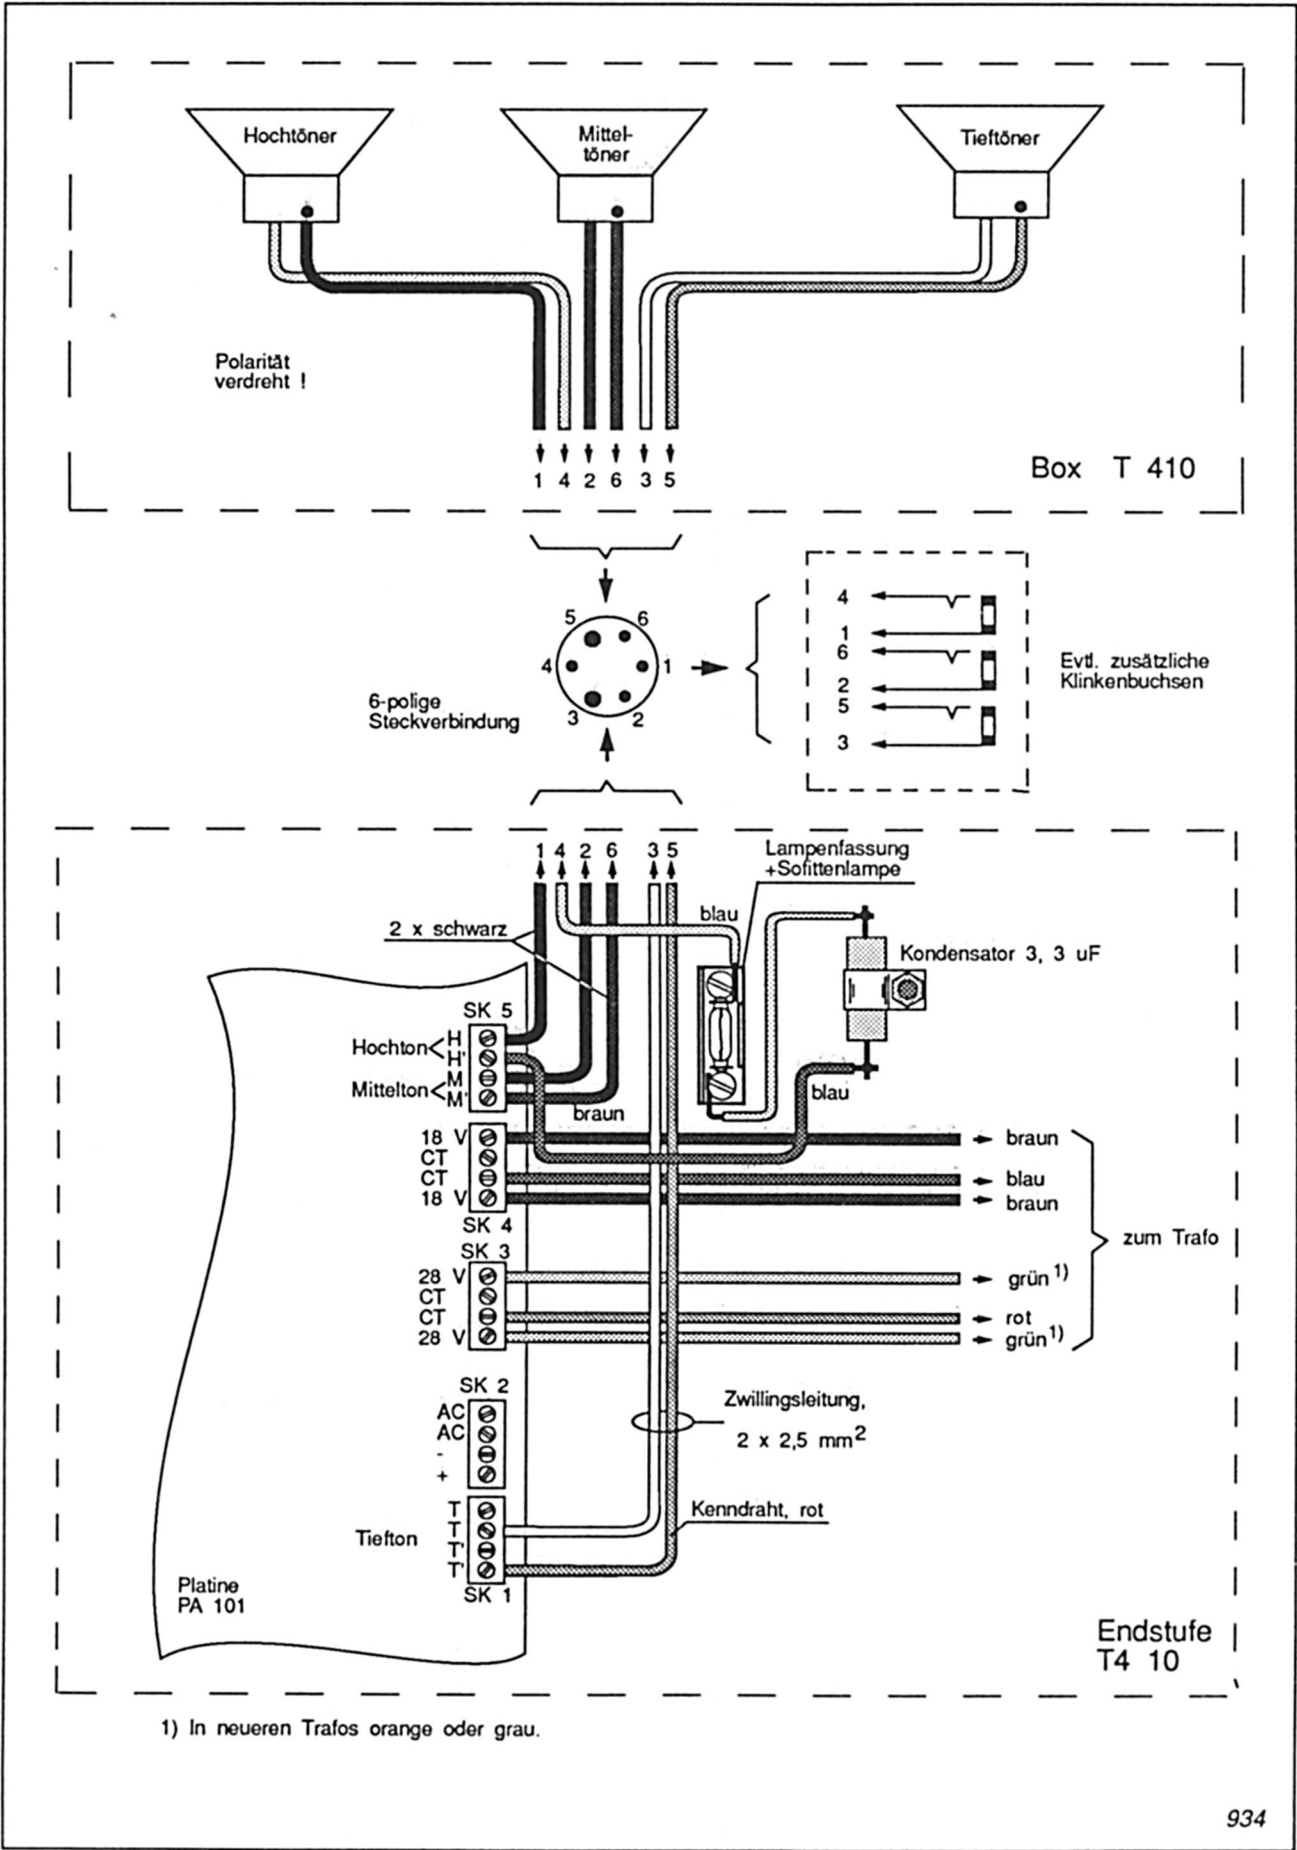 Hochtöner
Mittel-
töner
Tieftöner
Polarität
verdreht !
1 4 2 6 3 5
Box T 410
5 6
4 1
3 2
6-polige
Steckverbindung
4
1
6
2
5
3
Evtl. zusätzliche
Klinkenbuchsen
1 4 2 6 3 5
Lampenfassung
+Sofittenlampe
blau
2 x schwarz
Kondensator 3, 3 uF
SK 5
Hochton
H
H'
Mittelton
M
M'
braun
blau
18 V
CT
CT
18 V
SK 4
braun
blau
braun
zum Trafo
SK 3
28 V
CT
CT
28 V
grün 1)
rot
grün 1)
SK 2
AC
AC
-
+
Zwillingsleitung,
2 x 2,5 mm2
Kenndraht, rot
Tiefton
T
T
T'
T'
SK 1
Platine
PA 101
Endstufe
T4 10
1) In neueren Trafos orange oder grau.
934